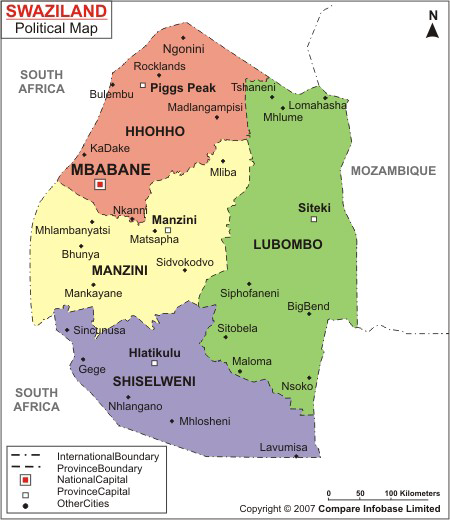 SWAZILAND
Political Map
N
Ngonini
SOUTH
AFRICA
Rocklands
Bulembu
Piggs Peak
Tshaneni
Lomahasha
Madlangampisi
Mhlume
HHOHHO
KaDake
MBABANE
Mliba
MOZAMBIQUE
Nkanni
Manzini
Siteki
Mhlambanyatsi
Matsapha
LUBOMBO
Bhunya
Sidvokodvo
MANZINI
Mankayane
Siphofaneni
BigBend
Sincunusa
Sitobela
Hlatikulu
Gege
Maloma
SHISELWENI
Nsoko
SOUTH
AFRICA
Nhlangano
Mhlosheni
Lavumisa
InternationalBoundary
ProvinceBoundary
NationalCapital
ProvinceCapital
OtherCities
0 50 100 Kilometers
Copyright © 2007 Compare Infobase Limited